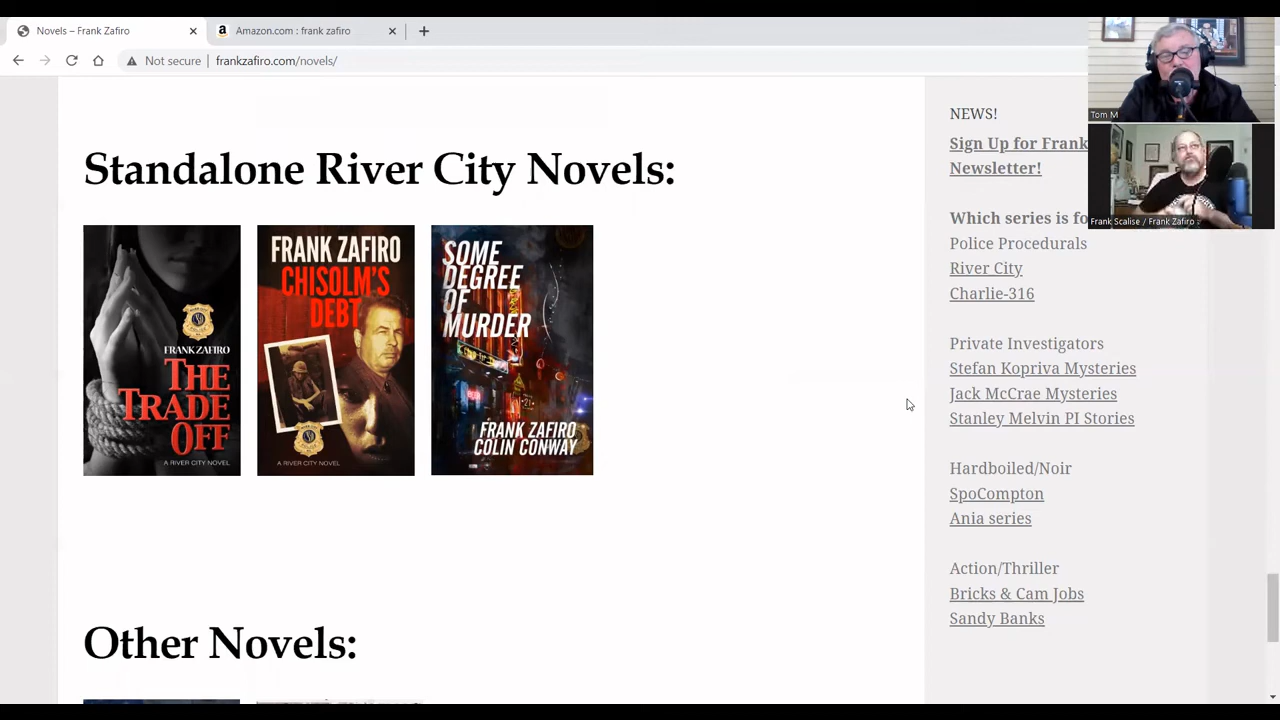 Novels – Frank Zafiro
Amazon.com : frank zafiro
Not secure
frankzafiro.com/novels/
Tom M
Frank Scalise / Frank Zafiro
Standalone River City Novels:
FRANK ZAFIRO
THE
TRADE
OFF
A RIVER CITY NOVEL
FRANK ZAFIRO
CHISOLM'S
DEBT
A RIVER CITY NOVEL
SOME
DEGREE
OF
MURDER
FRANK ZAFIRO
COLIN CONWAY
Other Novels:
NEWS!
Sign Up for Frank
Newsletter!
Which series is fo
Police Procedurals
River City
Charlie-316
Private Investigators
Stefan Kopriva Mysteries
Jack McCrae Mysteries
Stanley Melvin PI Stories
Hardboiled/Noir
SpoCompton
Ania series
Action/Thriller
Bricks & Cam Jobs
Sandy Banks